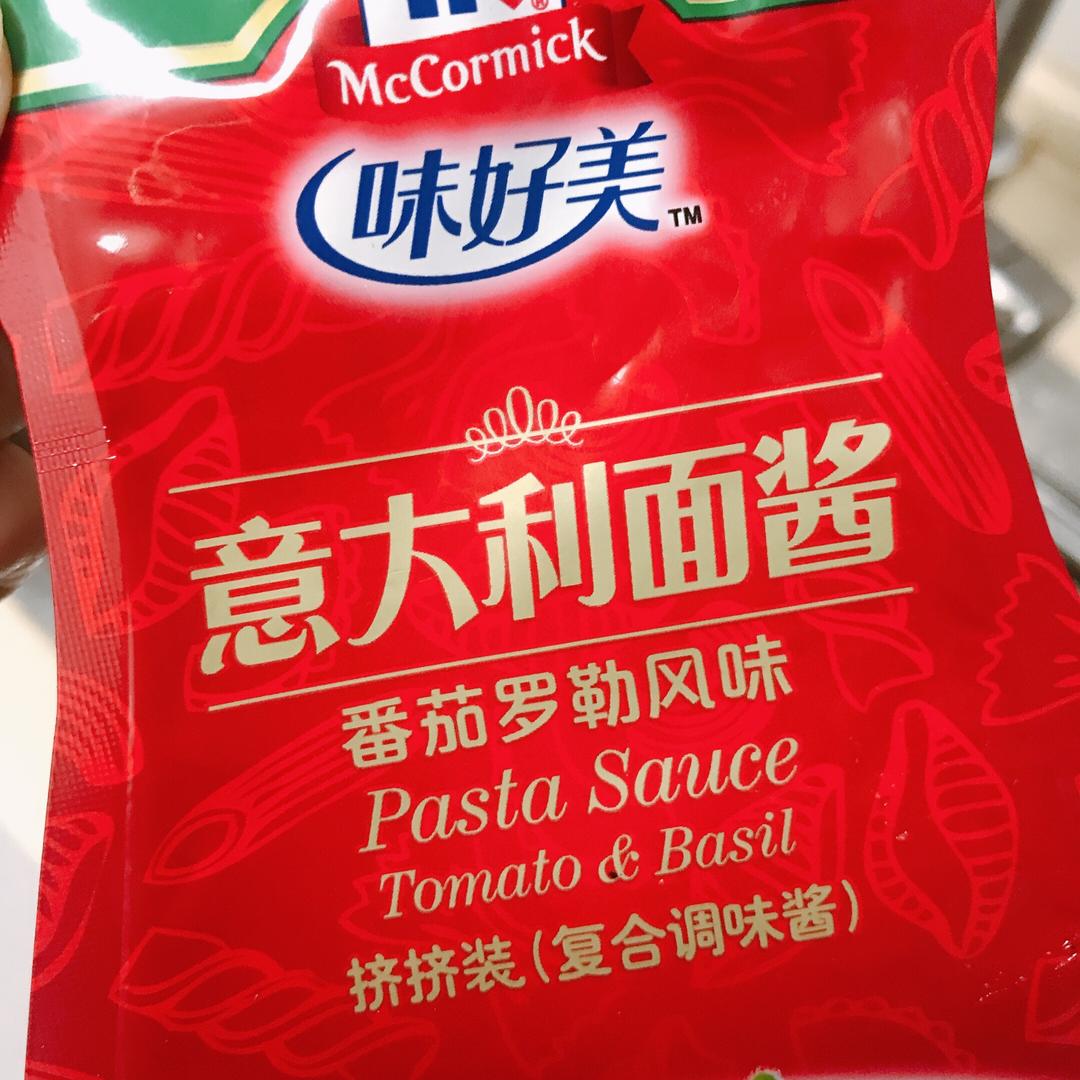 McCormick
味好美™
意大利面酱
番茄罗勒风味
Pasta Sauce
Tomato & Basil
挤挤装(复合调味酱)